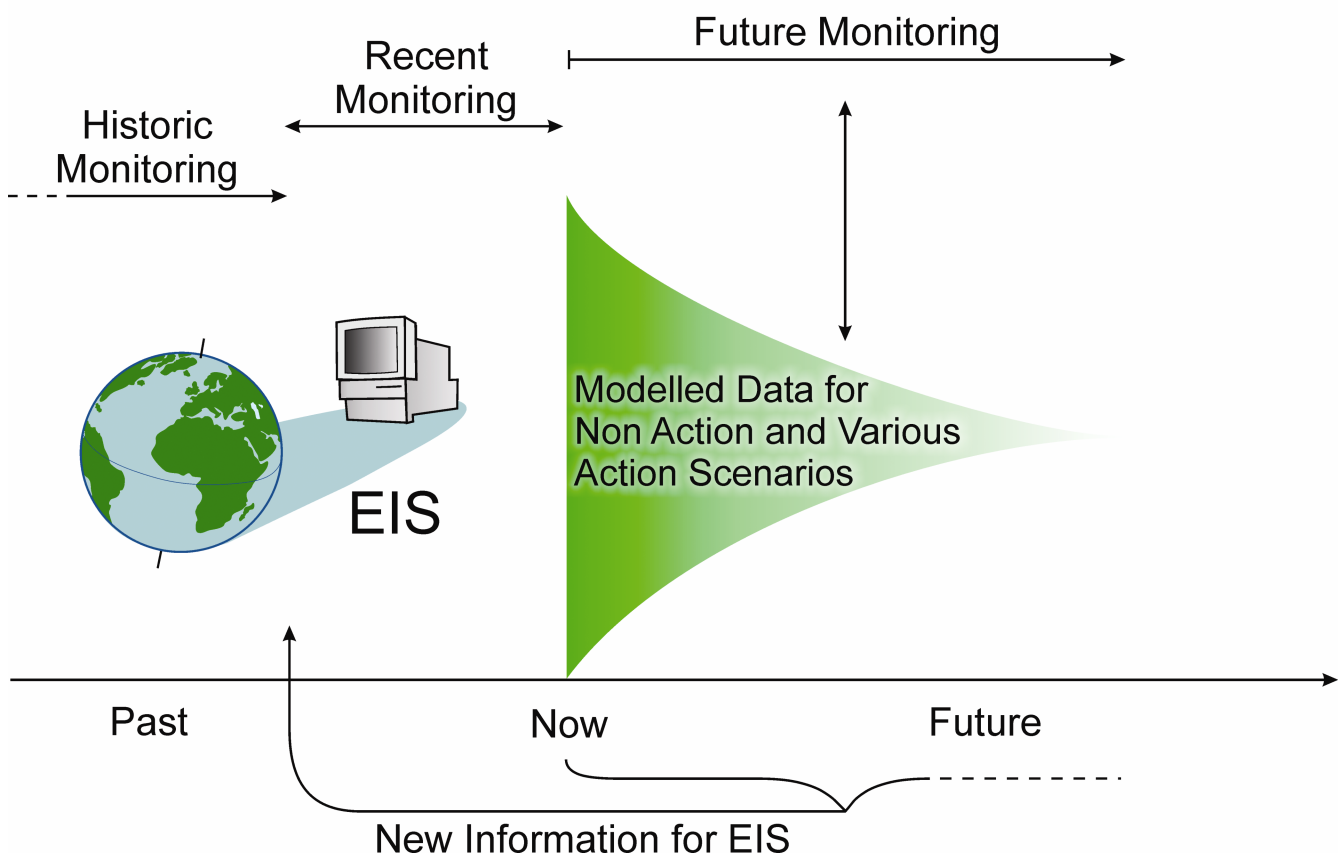 Future Monitoring
Recent
Monitoring
Historic
Monitoring
Modelled Data for
Non Action and Various
Action Scenarios
EIS
Past
Now
Future
New Information for EIS